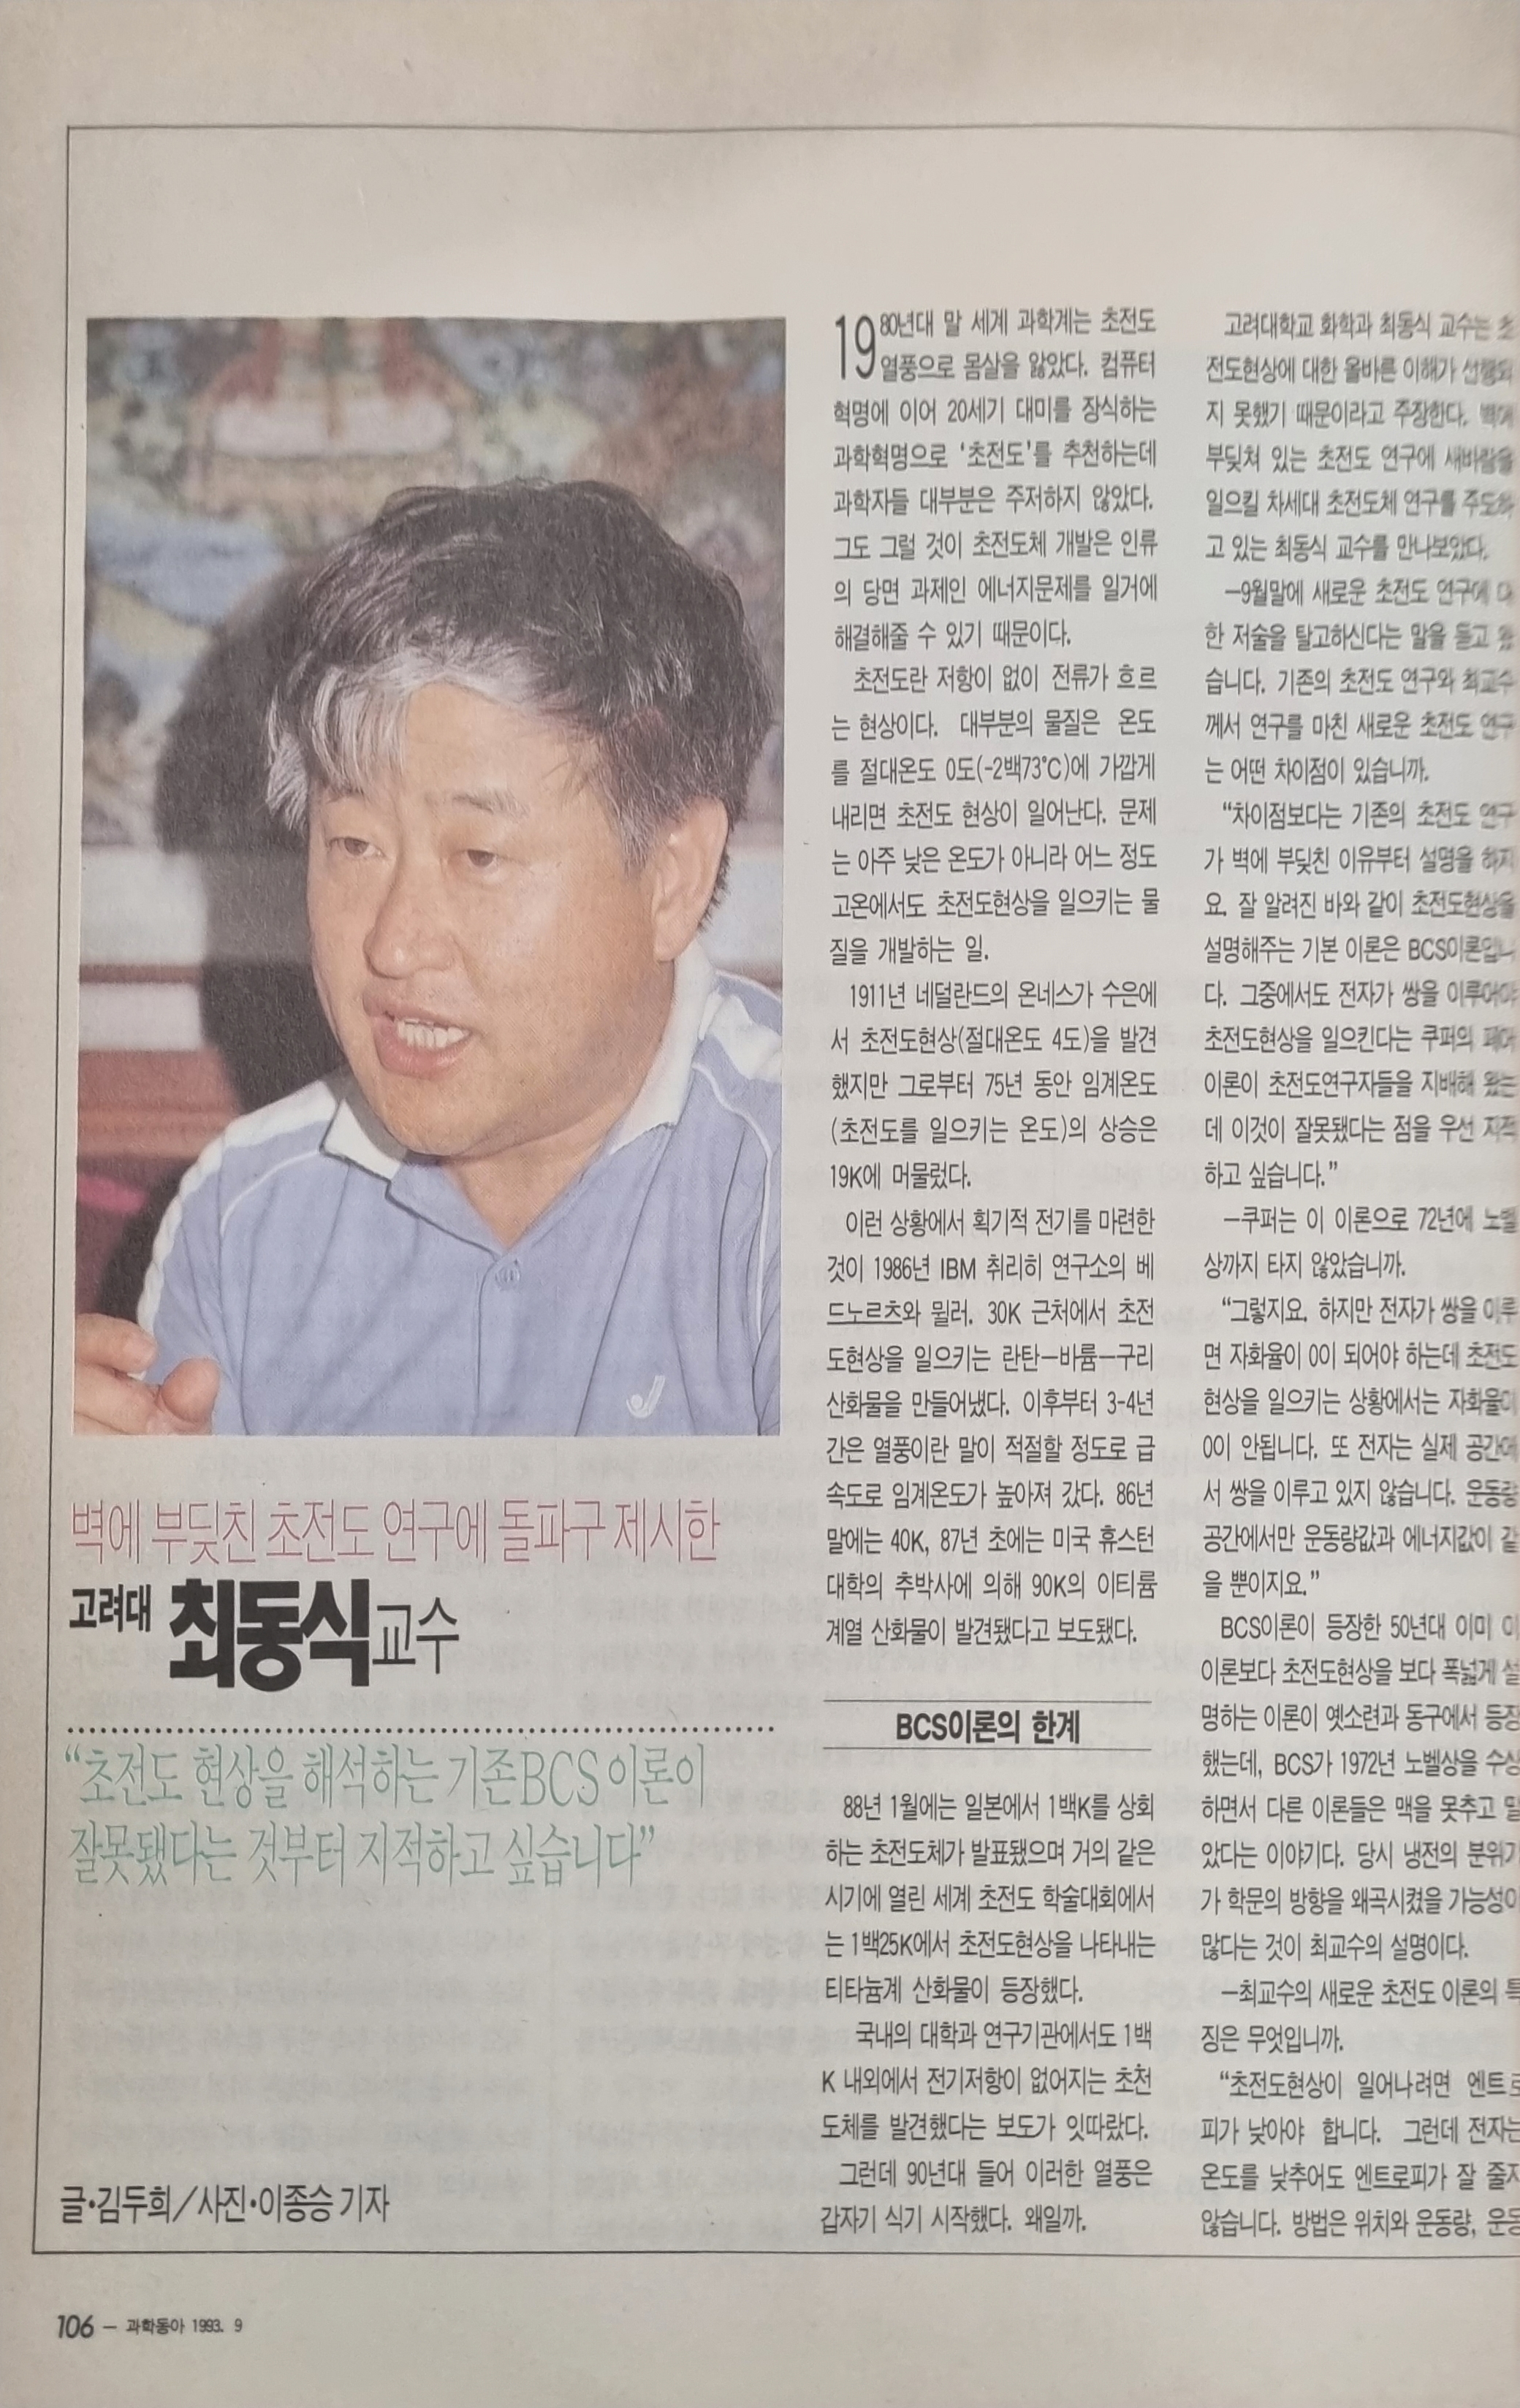 벽에 부딪친 초전도 연구에 돌파구 제시한
고려대 최동식 교수
“초전도 현상을 해석하는 기존 BCS 이론이
잘못됐다는 것부터 지적하고 싶습니다”
글·김두희／사진·이종승 기자
1980년대 말 세계 과학계는 초전도
열풍으로 몸살을 앓았다. 컴퓨터
혁명에 이어 20세기 대미를 장식하는
과학혁명으로 ‘초전도’를 추천하는데
과학자들 대부분은 주저하지 않았다.
그도 그럴 것이 초전도체 개발은 인류
의 당면 과제인 에너지문제를 일거에
해결해줄 수 있기 때문이다.
초전도란 저항이 없이 전류가 흐르
는 현상이다. 대부분의 물질은 온도
를 절대온도 0도(-2백73℃)에 가깝게
내리면 초전도 현상이 일어난다. 문제
는 아주 낮은 온도가 아니라 어느 정도
고온에서도 초전도현상을 일으키는 물
질을 개발하는 일.
1911년 네덜란드의 온네스가 수은에
서 초전도현상(절대온도 4도)을 발견
했지만 그로부터 75년 동안 임계온도
(초전도를 일으키는 온도)의 상승은
19K에 머물렀다.
이런 상황에서 획기적 전기를 마련한
것이 1986년 IBM 취리히 연구소의 베
드노르츠와 뮐러. 30K 근처에서 초전
도현상을 일으키는 란탄—바륨—구리
산화물을 만들어냈다. 이후부터 3-4년
간은 열풍이란 말이 적절할 정도로 급
속도로 임계온도가 높아져 갔다. 86년
말에는 40K, 87년 초에는 미국 휴스턴
대학의 추박사에 의해 90K의 이티륨
계열 산화물이 발견됐다고 보도됐다.
BCS이론의 한계
88년 1월에는 일본에서 1백K를 상회
하는 초전도체가 발표됐으며 거의 같은
시기에 열린 세계 초전도 학술대회에서
는 1백25K에서 초전도현상을 나타내는
티타늄계 산화물이 등장했다.
국내의 대학과 연구기관에서도 1백
K 내외에서 전기저항이 없어지는 초천
도체를 발견했다는 보도가 잇따랐다.
그런데 90년대 들어 이러한 열풍은
갑자기 식기 시작했다. 왜일까.
고려대학교 화학과 최동식 교수는 초
전도현상에 대한 올바른 이해가 선행되
지 못했기 때문이라고 주장한다. 벽에
부딪쳐 있는 초전도 연구에 새바람을
일으킬 차세대 초전도체 연구를 주도하
고 있는 최동식 교수를 만나보았다.
—9월말에 새로운 초전도 연구에 대
한 저술을 탈고하신다는 말을 듣고 왔
습니다. 기존의 초전도 연구와 최교수
께서 연구를 마친 새로운 초전도 연구
는 어떤 차이점이 있습니까.
“차이점보다는 기존의 초전도 연구
가 벽에 부딪친 이유부터 설명을 하지
요. 잘 알려진 바와 같이 초전도현상을
설명해주는 기본 이론은 BCS이론입니
다. 그중에서도 전자가 쌍을 이루어야
초전도현상을 일으킨다는 쿠퍼의 페어
이론이 초전도연구자들을 지배해 왔는
데 이것이 잘못됐다는 점을 우선 지적
하고 싶습니다.”
—쿠퍼는 이 이론으로 72년에 노벨
상까지 타지 않았습니까.
“그렇지요. 하지만 전자가 쌍을 이루
면 자화율이 0이 되어야 하는데 초전도
현상을 일으키는 상황에서는 자화율이
0이 안됩니다. 또 전자는 실제 공간에
서 쌍을 이루고 있지 않습니다. 운동량
공간에서만 운동량값과 에너지값이 같
을 뿐이지요.”
BCS이론이 등장한 50년대 이미 이
이론보다 초전도현상을 보다 폭넓게 설
명하는 이론이 옛소련과 동구에서 등장
했는데, BCS가 1972년 노벨상을 수상
하면서 다른 이론들은 맥을 못추고 말
았다는 이야기다. 당시 냉전의 분위기
가 학문의 방향을 왜곡시켰을 가능성이
많다는 것이 최교수의 설명이다.
—최교수의 새로운 초전도 이론의 특
징은 무엇입니까.
“초전도현상이 일어나려면 엔트로
피가 낮아야 합니다. 그런데 전자는
온도를 낮추어도 엔트로피가 잘 줄지
않습니다. 방법은 위치와 운동량, 운동
106 — 과학동아 1993. 9